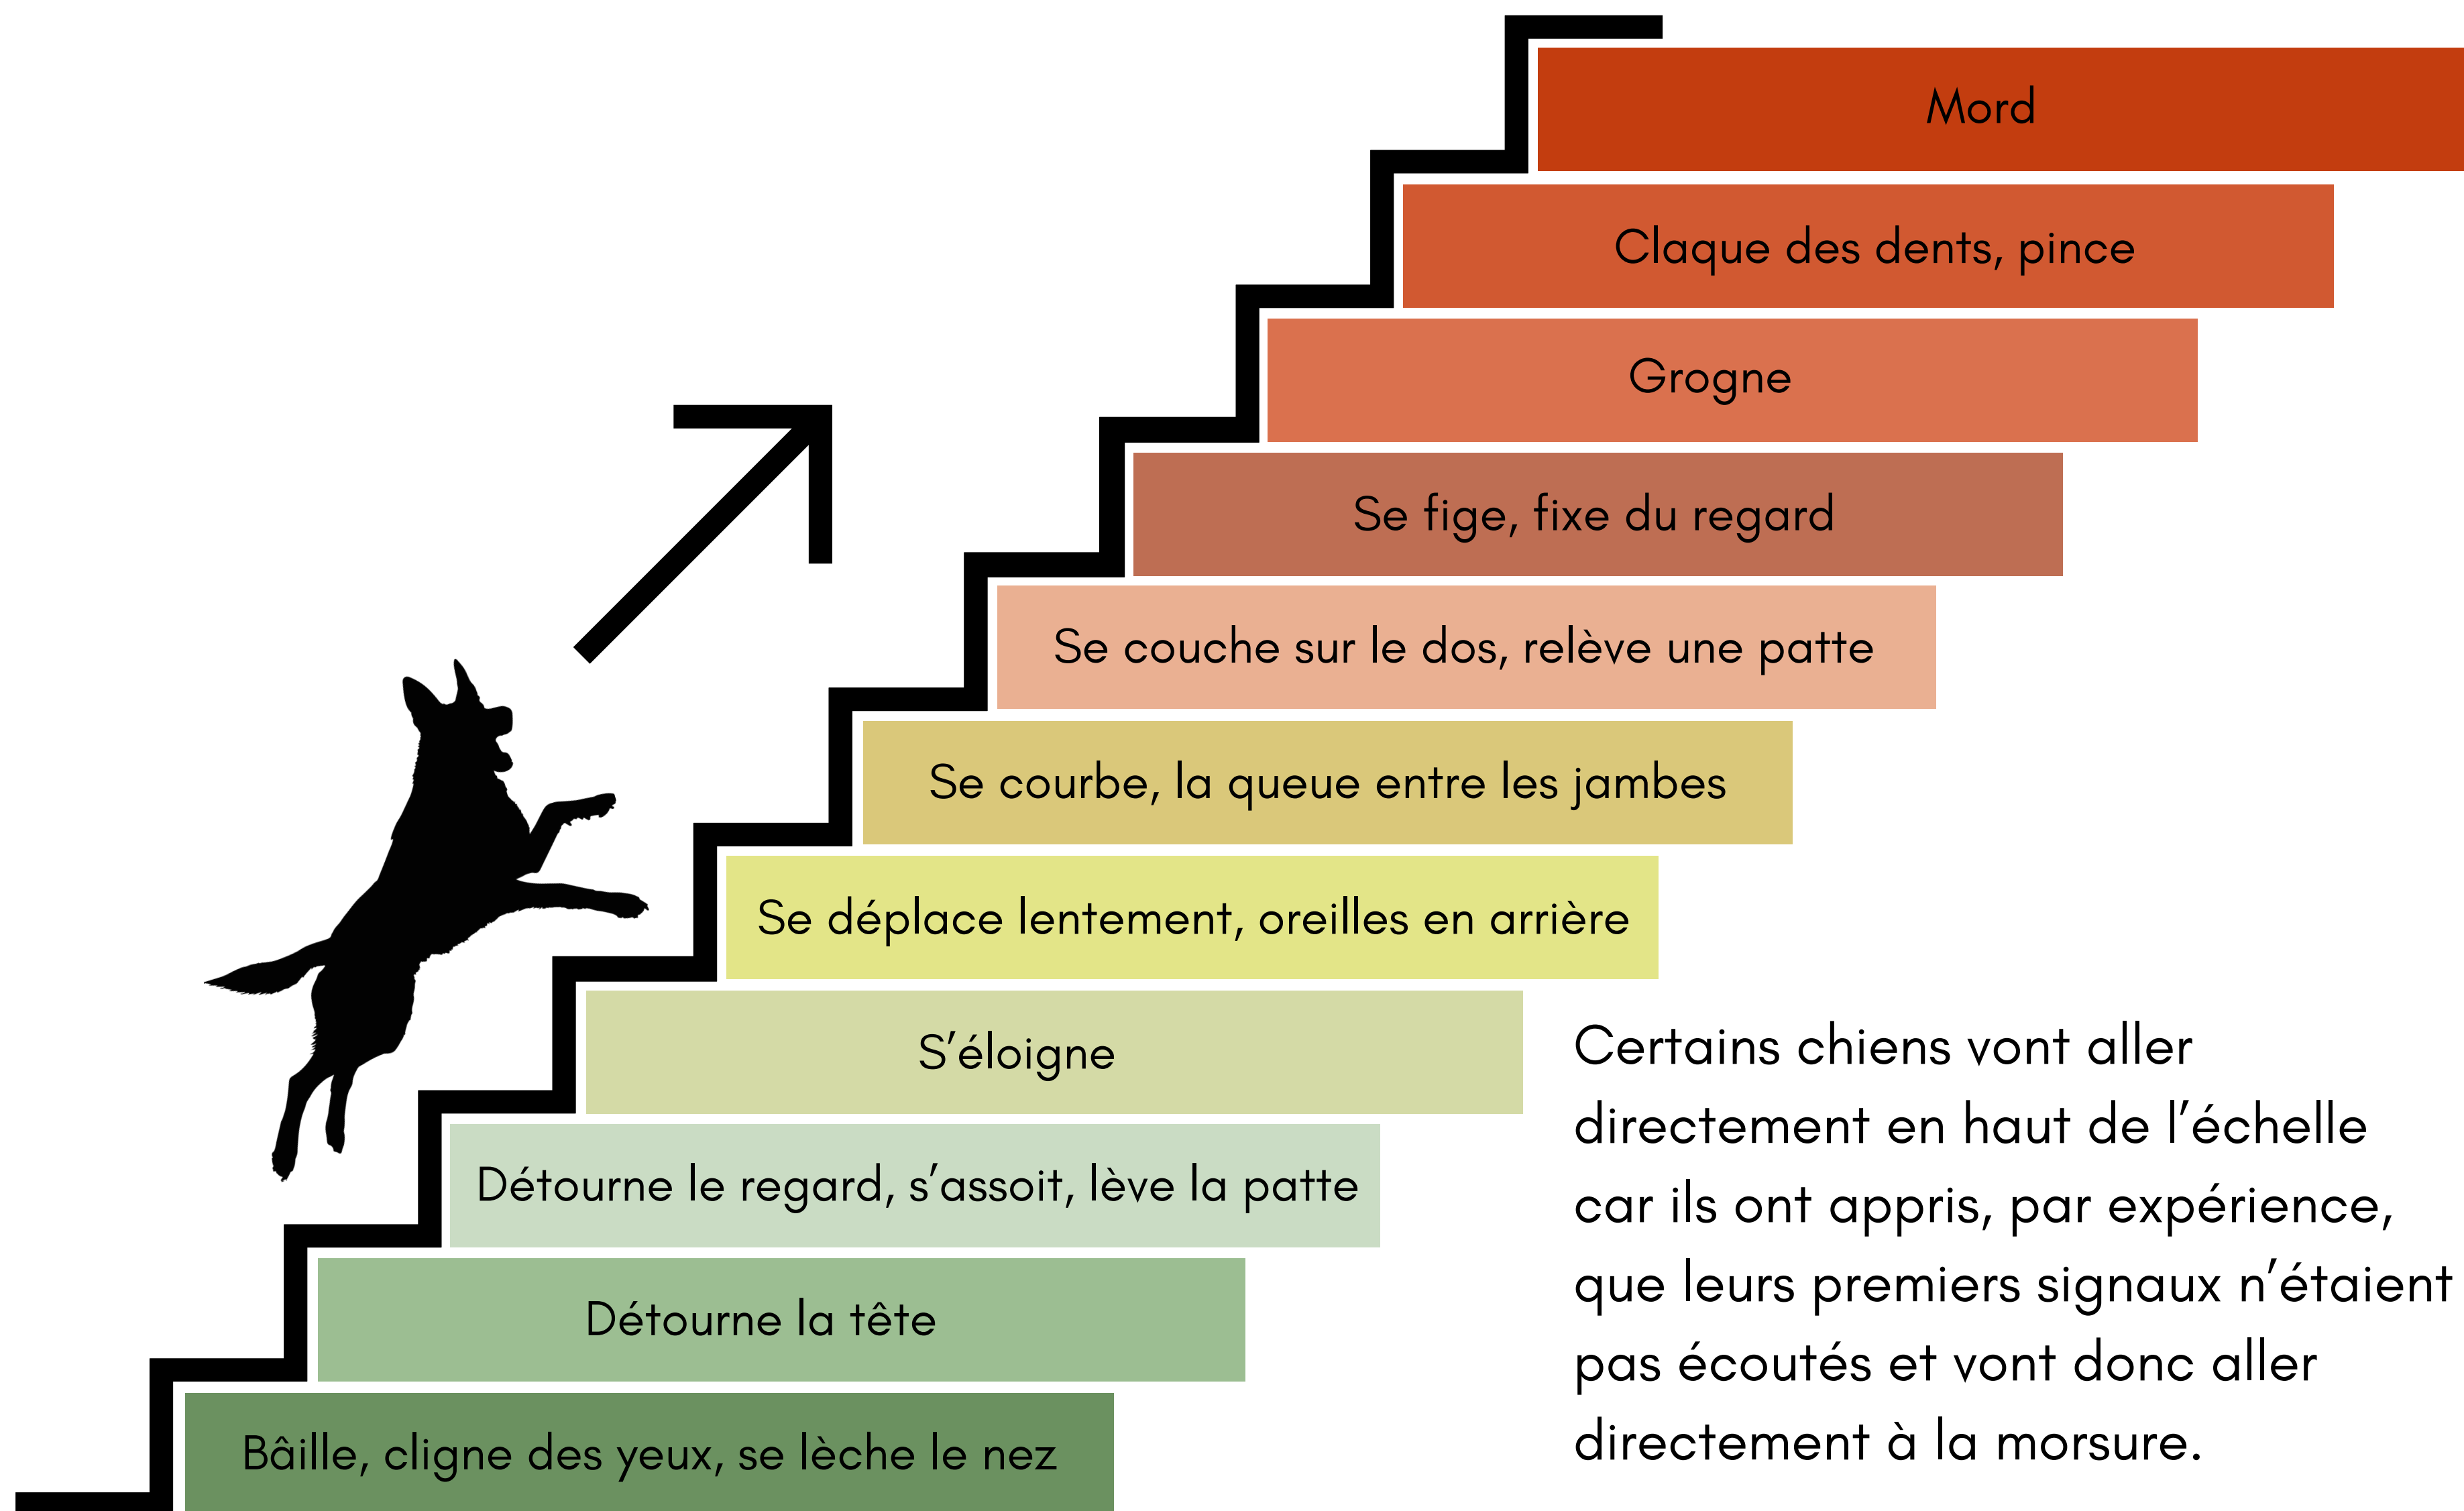 Mord
Claque des dents, pince
Grogne
Se fige, fixe du regard
Se couche sur le dos, relève une patte
Se courbe, la queue entre les jambes
Se déplace lentement, oreilles en arrière
S'éloigne
Détourne le regard, s'assoit, lève la patte
Détourne la tête
Bâille, cligne des yeux, se lèche le nez
Certains chiens vont aller
directement en haut de l'échelle
car ils ont appris, par expérience,
que leurs premiers signaux n'étaient
pas écoutés et vont donc aller
directement à la morsure.